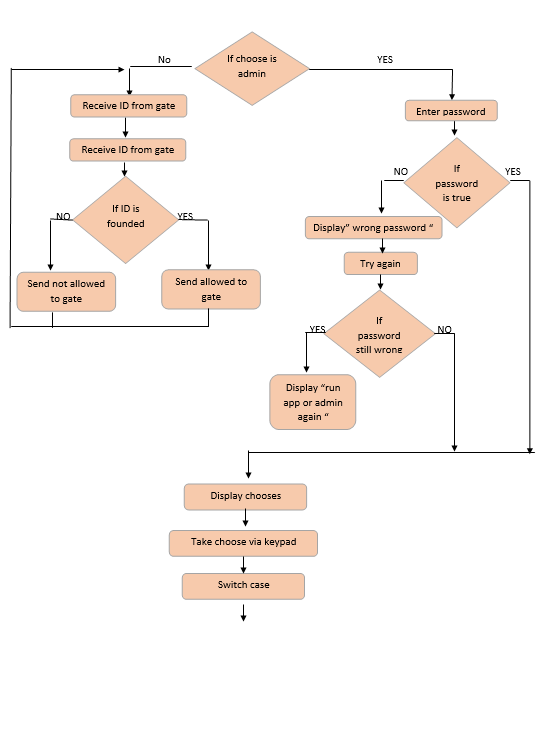 If choose is
admin
No
YES
Receive ID from gate
Receive ID from gate
If ID is
founded
NO
YES
Send not allowed
to gate
Send allowed to
gate
Enter password
If
password
is true
NO
YES
Display” wrong password “
Try again
If
password
still wrong
YES
NO
Display “run
app or admin
again “
Display chooses
Take choose via keypad
Switch case